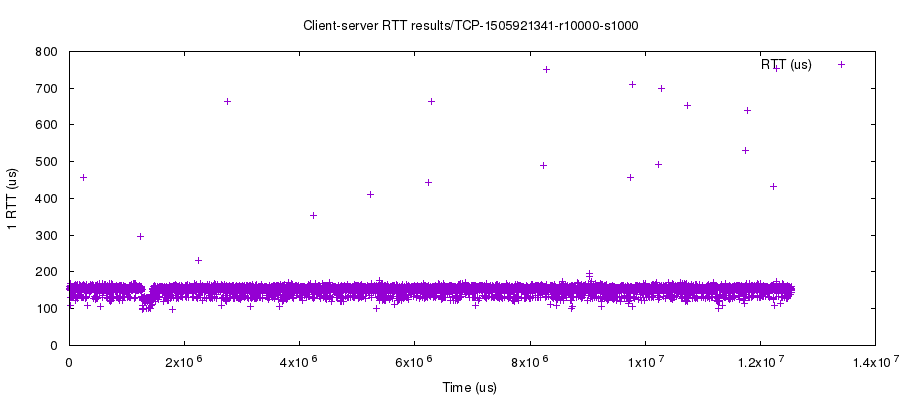 Client-server RTT results/TCP-1505921341-r10000-s1000
800
700
600
500
400
300
200
100
0
1 RTT (us)
RTT (us)
0
2x10^6
4x10^6
6x10^6
8x10^6
1x10^7
1.2x10^7
1.4x10^7
Time (us)